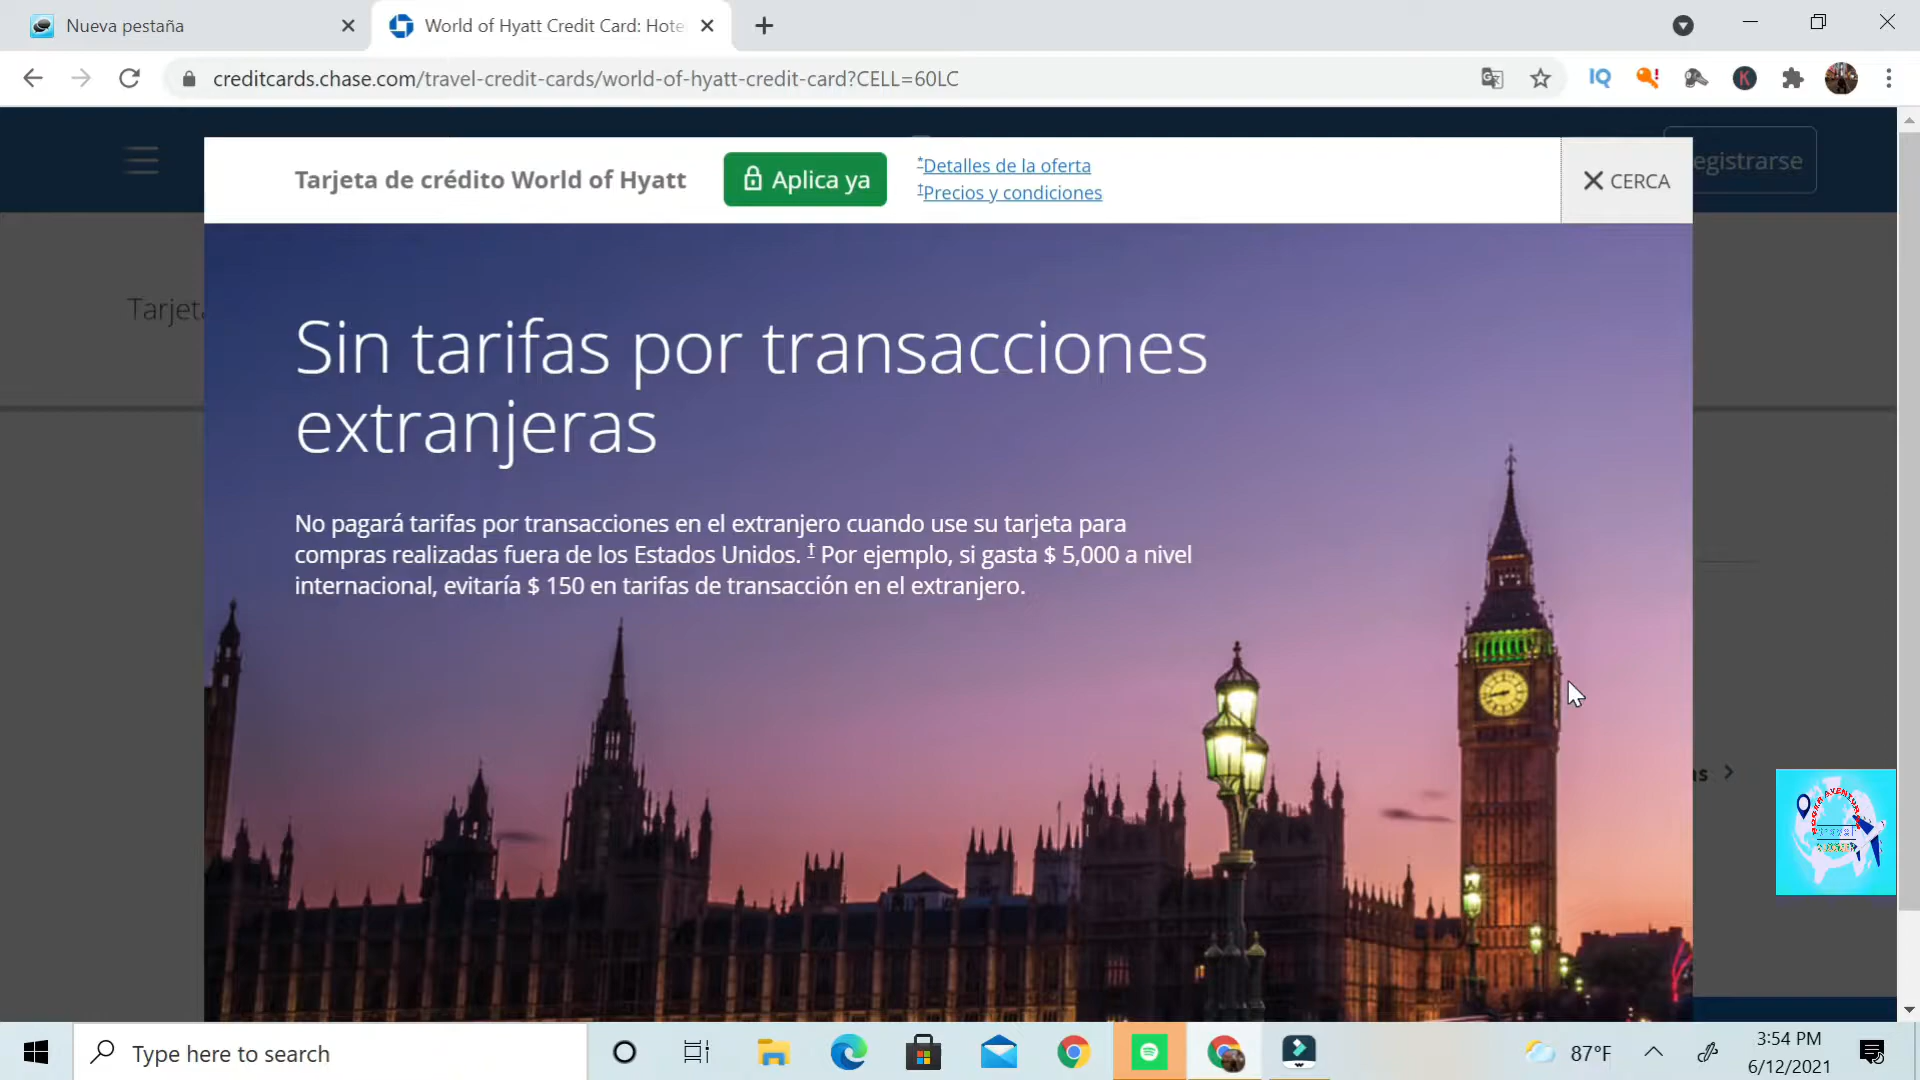 Nueva pestaña
World of Hyatt Credit Card: Hote
creditcards.chase.com/travel-credit-cards/world-of-hyatt-credit-card?CELL=60LC
IQ
K
Tarjeta de crédito World of Hyatt
Aplica ya
*Detalles de la oferta
†Precios y condiciones
CERCA
egistrarse
Tarjeta
Sin tarifas por transacciones
extranjeras
No pagará tarifas por transacciones en el extranjero cuando use su tarjeta para
compras realizadas fuera de los Estados Unidos. † Por ejemplo, si gasta $ 5,000 a nivel
internacional, evitaría $ 150 en tarifas de transacción en el extranjero.
as
Type here to search
87°F
3:54 PM
6/12/2021